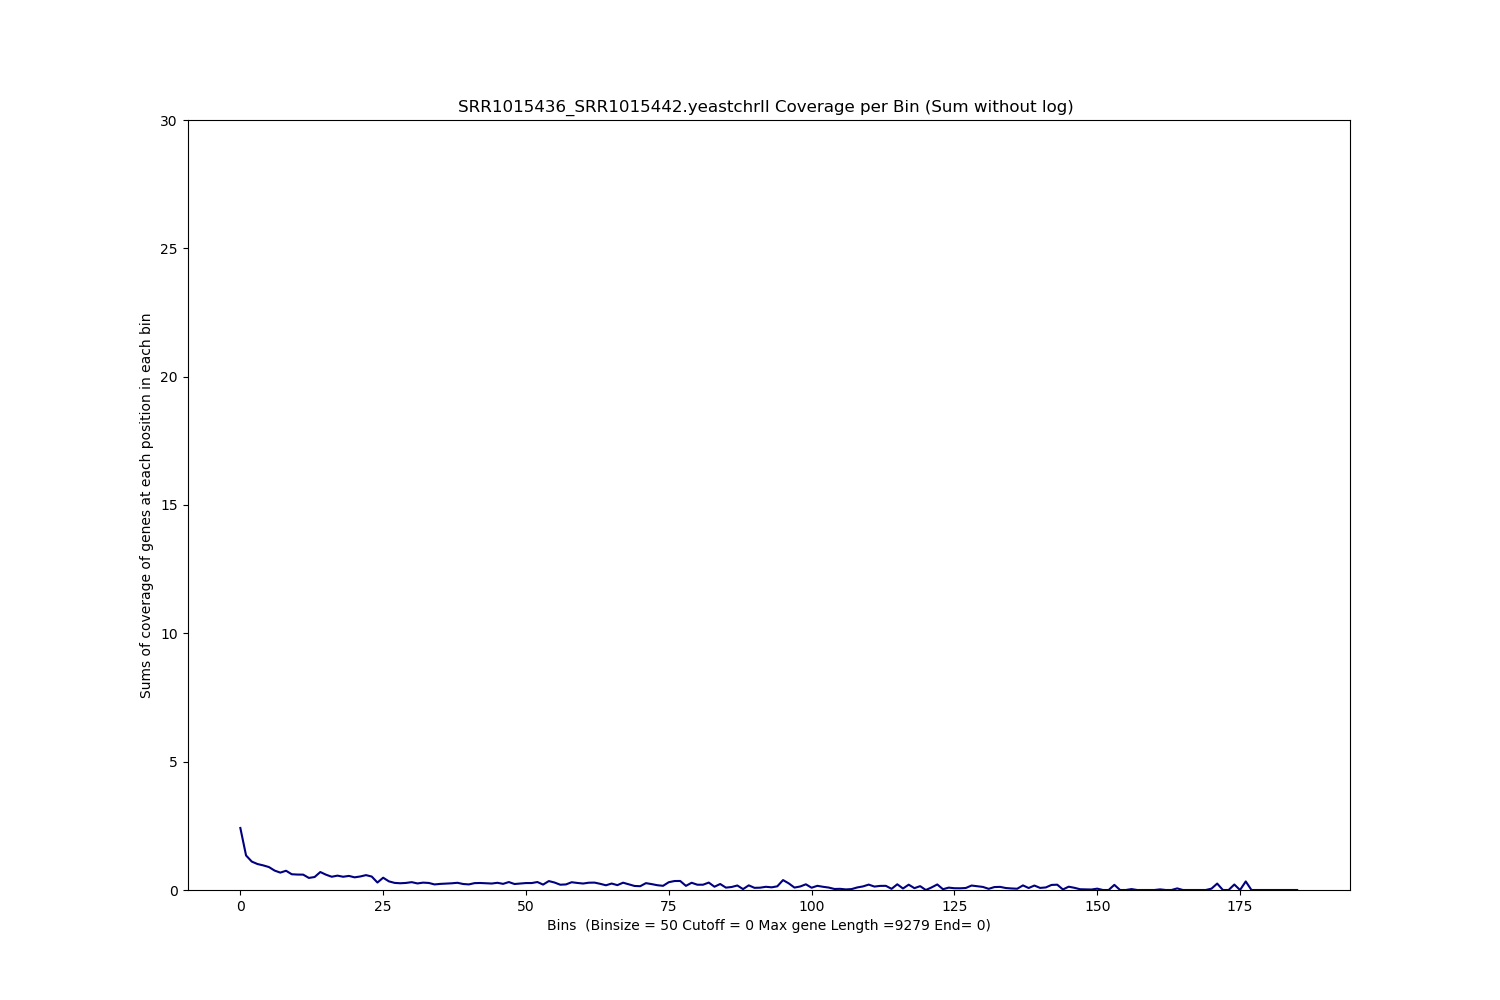 SRR1015436_SRR1015442.yeastchrII Coverage per Bin (Sum without log)
30
25
20
15
10
5
0
Sums of coverage of genes at each position in each bin
0 25 50 75 100 125 150 175
Bins  (Binsize = 50 Cutoff = 0 Max gene Length =9279 End= 0)